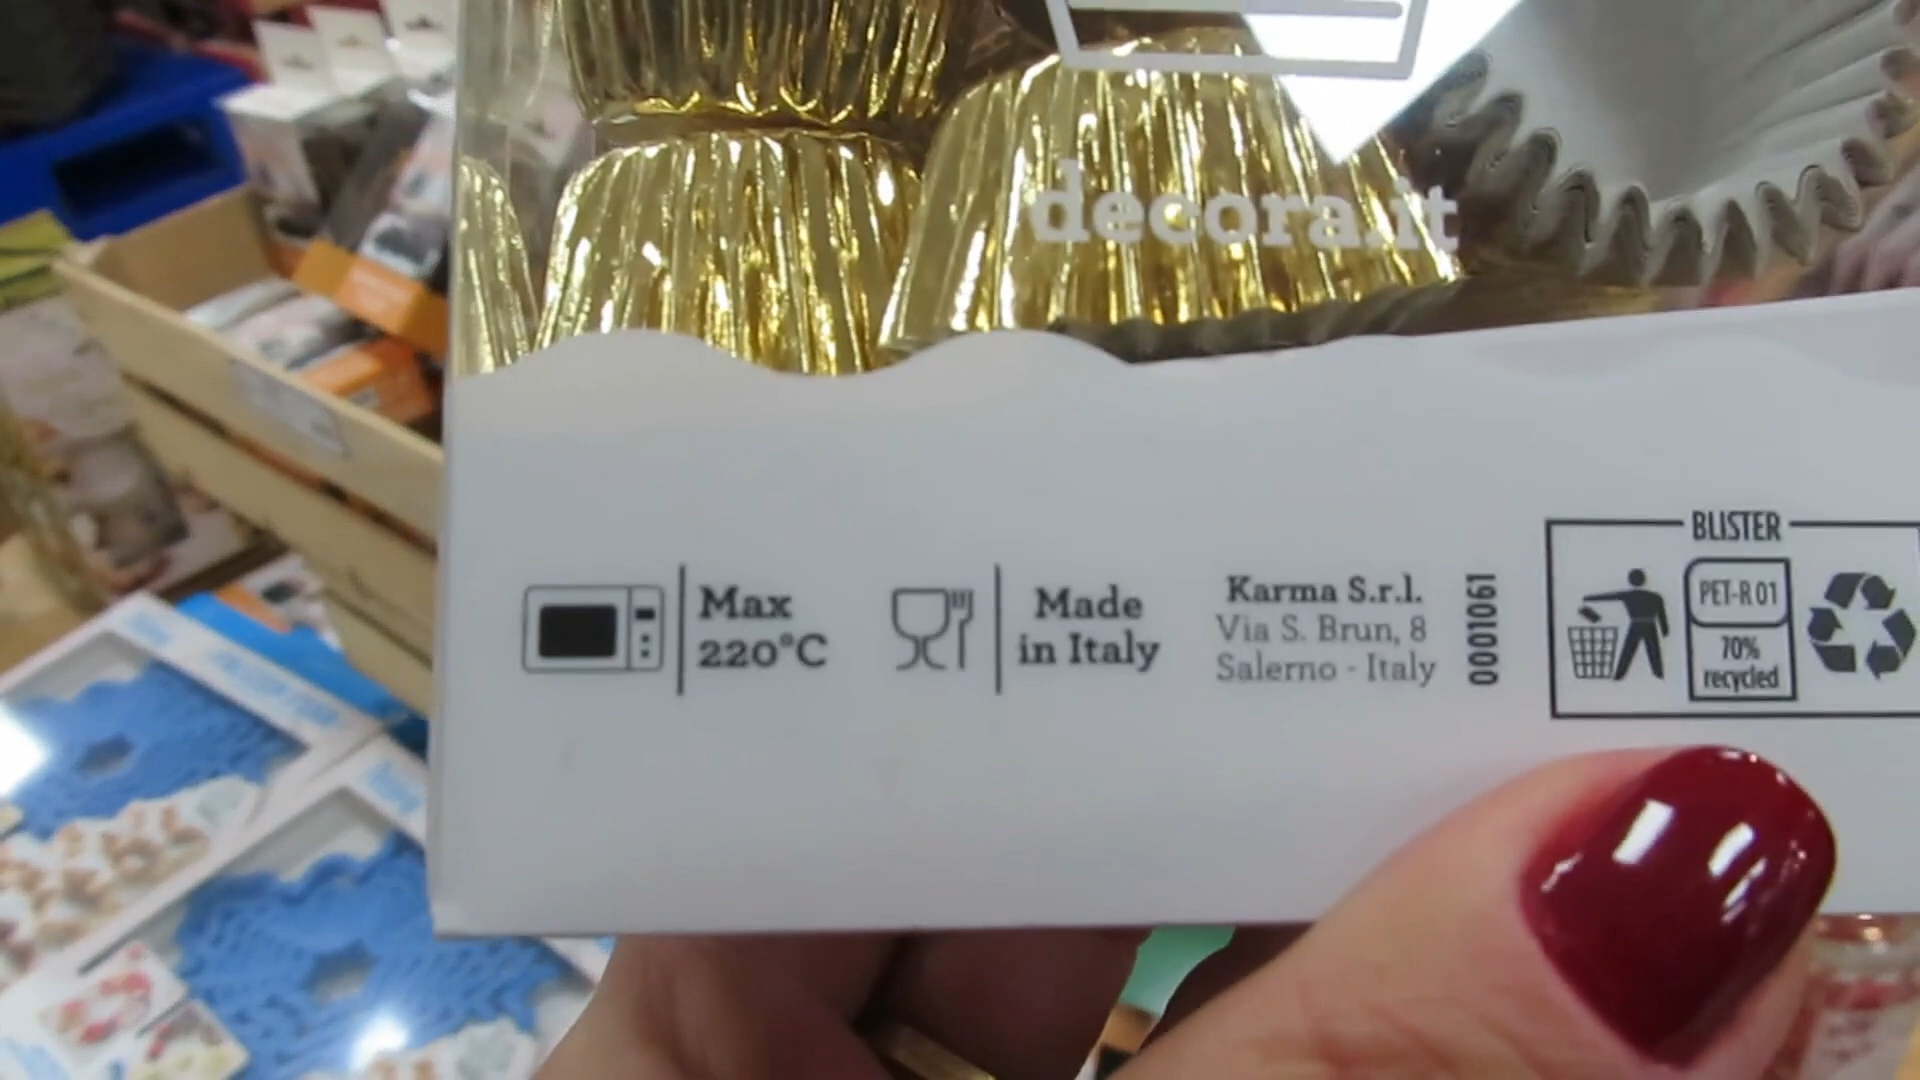 decora.it
Max
220°C
Made
in Italy
Karma S.r.l.
Via S. Brun, 8
Salerno - Italy
0001061
BLISTER
PET-R 01
70%
recycled